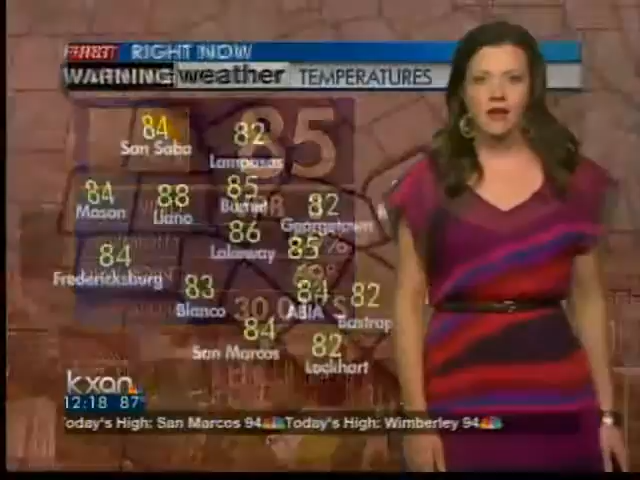 FIRST RIGHT NOW
WARNING weather TEMPERATURES
84 San Saba
82 Lampasas
85
84 Mason
88 Llano
85 Burnet
82 Georgetown
84 Fredericksburg
86 Lakeway
85
83 Blanco
84 ABIA
82 Bastrop
84 San Marcos
82 Lockhart
kxan
12:18 87°
oday's High: San Marcos 94 Today's High: Wimberley 94